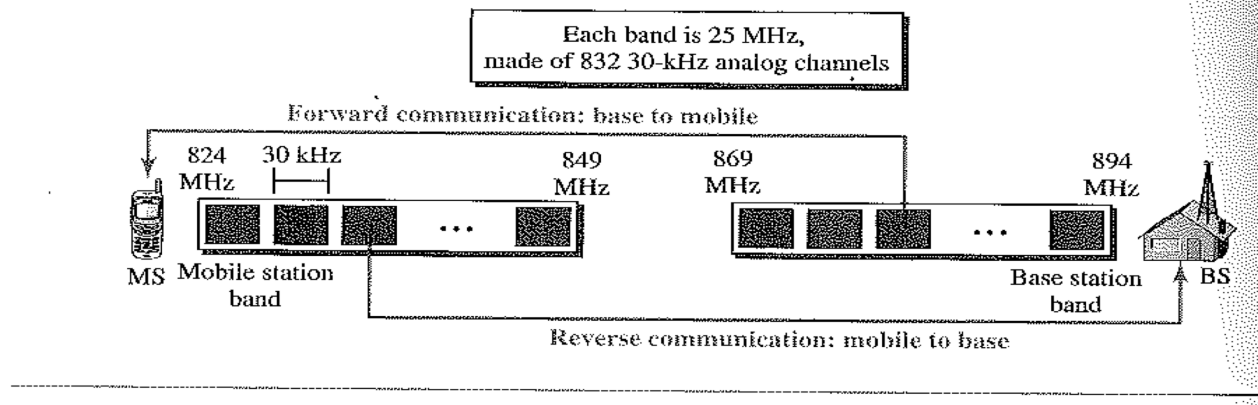 Each band is 25 MHz,
made of 832 30-kHz analog channels
Forward communication: base to mobile
824
MHz
30 kHz
849
MHz
869
MHz
894
MHz
...
...
MS
Mobile station
band
Base station
band
BS
Reverse communication: mobile to base